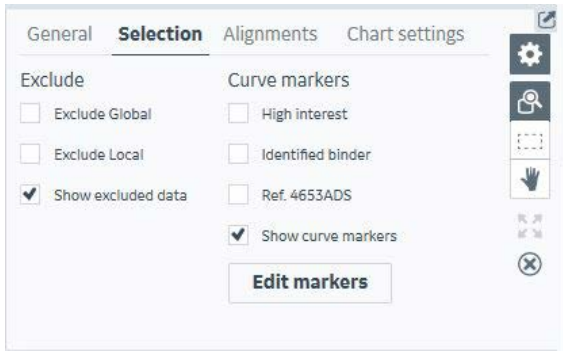 General Selection Alignments Chart settings
Exclude
Exclude Global
Exclude Local
Show excluded data
Curve markers
High interest
Identified binder
Ref. 4653ADS
Show curve markers
Edit markers